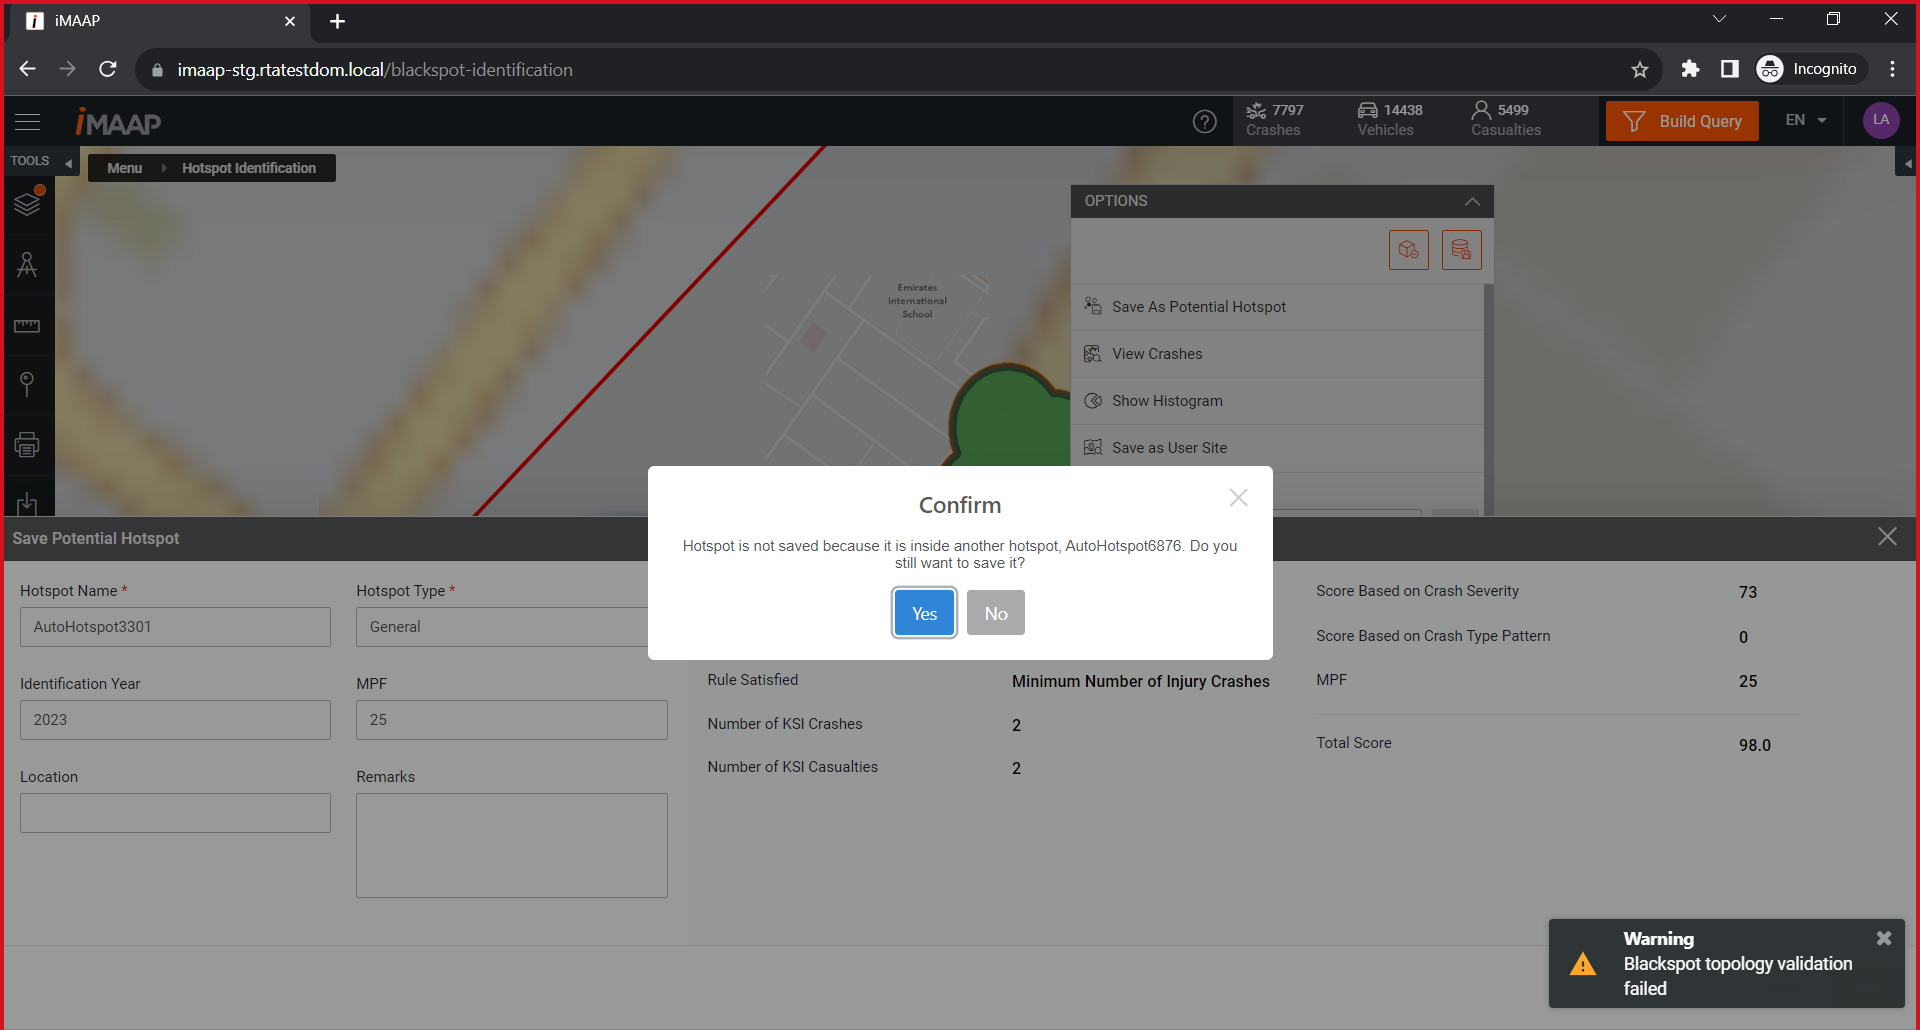 iMAAP
imaap-stg.rtatestdom.local/blackspot-identification
Incognito
iMAAP
7797
Crashes
14438
Vehicles
5499
Casualties
Build Query
EN
LA
TOOLS
Menu
Hotspot Identification
OPTIONS
Emirates
International
School
Save As Potential Hotspot
View Crashes
Show Histogram
Save as User Site
Confirm
Hotspot is not saved because it is inside another hotspot, AutoHotspot6876. Do you
still want to save it?
Yes
No
Save Potential Hotspot
Hotspot Name *
AutoHotspot3301
Hotspot Type *
General
Identification Year
2023
MPF
25
Location
Remarks
Rule Satisfied
Minimum Number of Injury Crashes
Number of KSI Crashes
2
Number of KSI Casualties
2
Score Based on Crash Severity
73
Score Based on Crash Type Pattern
0
MPF
25
Total Score
98.0
Warning
Blackspot topology validation
failed